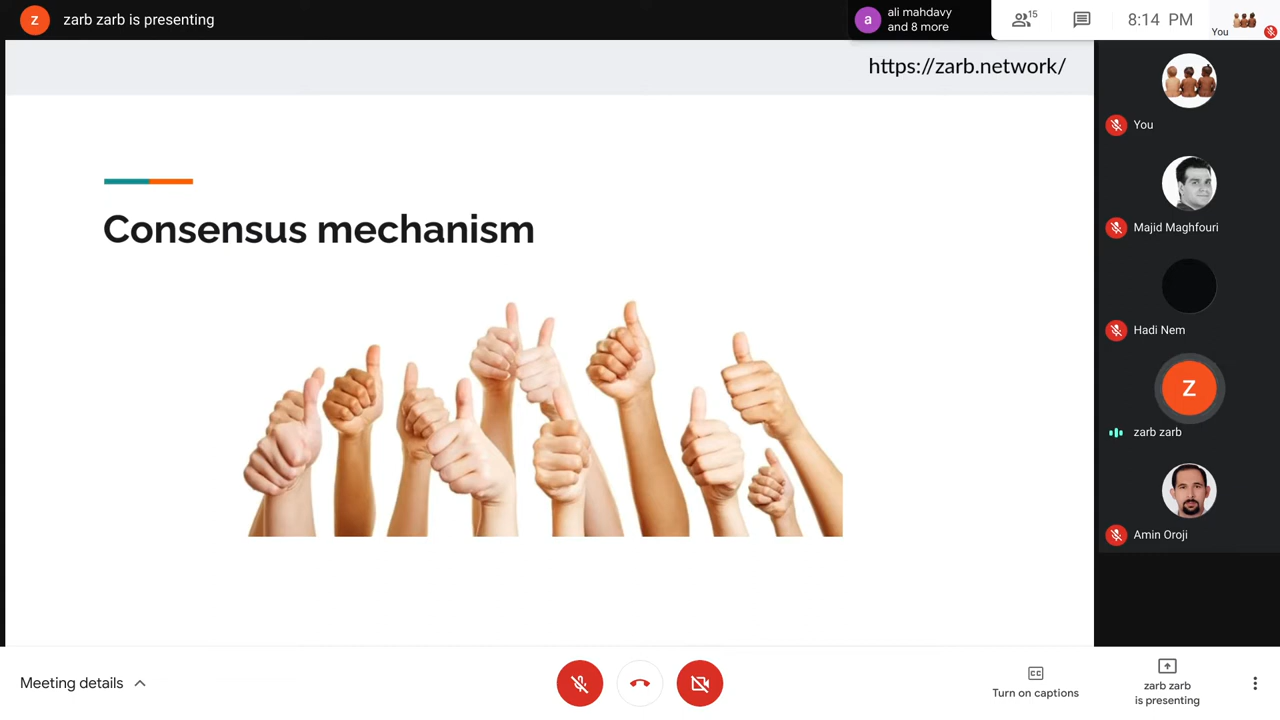 z
zarb zarb is presenting
a
ali mahdavy
and 8 more
15
8:14 PM
You
https://zarb.network/
Consensus mechanism
You
Majid Maghfouri
Hadi Nem
Z
zarb zarb
Amin Oroji
Meeting details
CC
Turn on captions
zarb zarb
is presenting